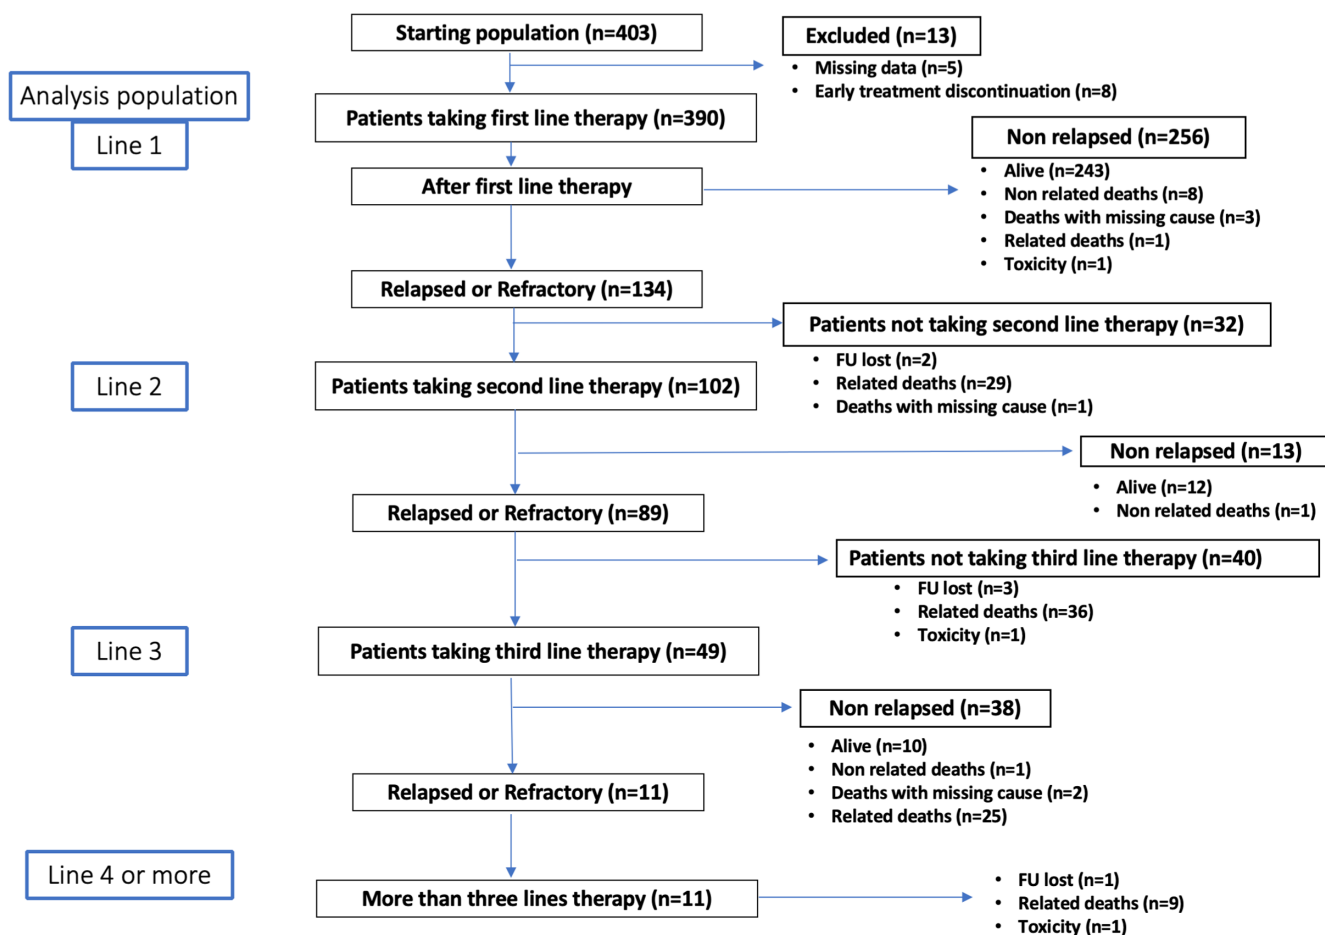 Starting population (n=403)
Excluded (n=13)
• Missing data (n=5)
• Early treatment discontinuation (n=8)
Analysis population
Patients taking first line therapy (n=390)
Line 1
Non relapsed (n=256)
• Alive (n=243)
• Non related deaths (n=8)
• Deaths with missing cause (n=3)
• Related deaths (n=1)
• Toxicity (n=1)
After first line therapy
Relapsed or Refractory (n=134)
Patients not taking second line therapy (n=32)
• FU lost (n=2)
• Related deaths (n=29)
• Deaths with missing cause (n=1)
Line 2
Patients taking second line therapy (n=102)
Non relapsed (n=13)
• Alive (n=12)
• Non related deaths (n=1)
Relapsed or Refractory (n=89)
Patients not taking third line therapy (n=40)
• FU lost (n=3)
• Related deaths (n=36)
• Toxicity (n=1)
Line 3
Patients taking third line therapy (n=49)
Non relapsed (n=38)
• Alive (n=10)
• Non related deaths (n=1)
• Deaths with missing cause (n=2)
• Related deaths (n=25)
Relapsed or Refractory (n=11)
Line 4 or more
More than three lines therapy (n=11)
• FU lost (n=1)
• Related deaths (n=9)
• Toxicity (n=1)